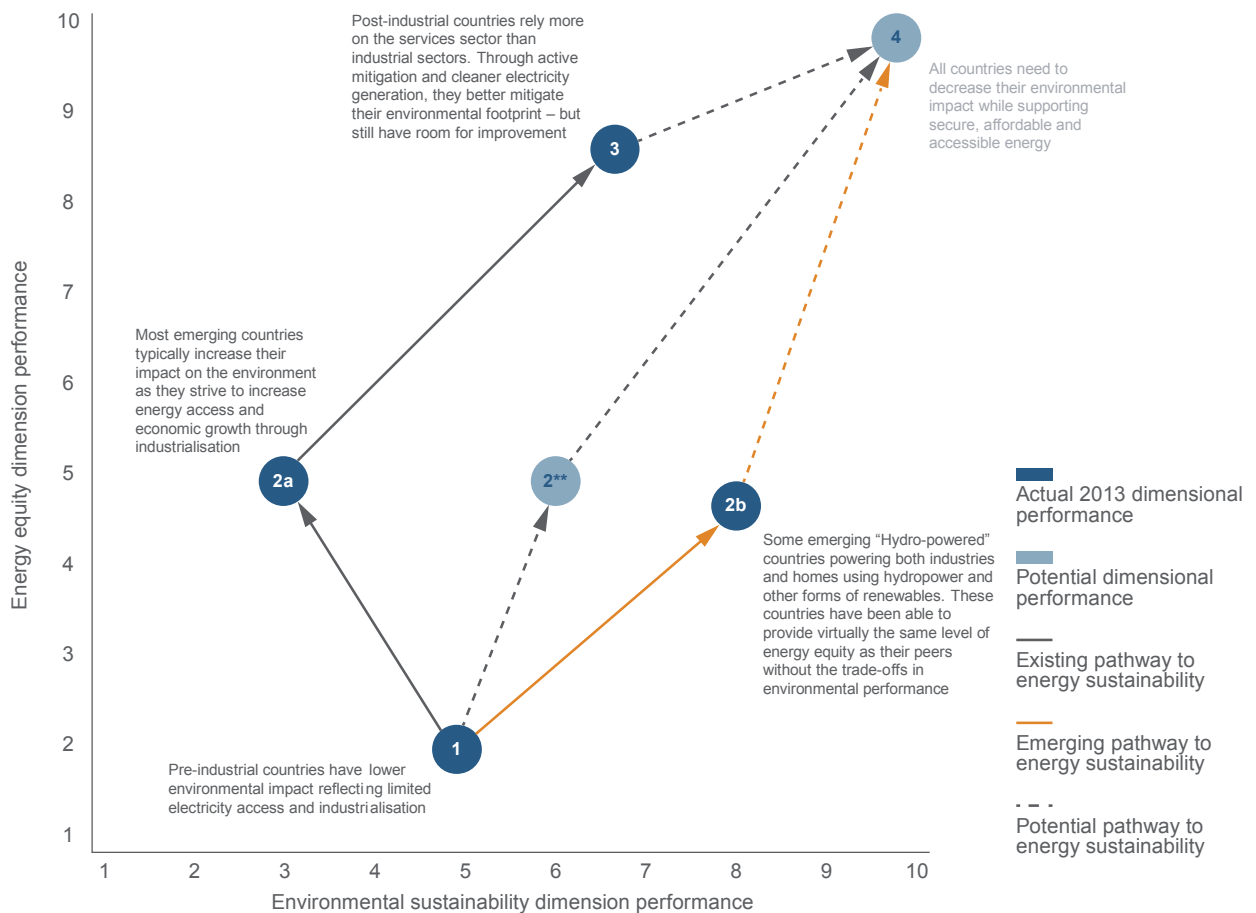 10
9
8
7
6
5
4
3
2
1
Energy equity dimension performance
Post-industrial countries rely more
on the services sector than
industrial sectors. Through active
mitigation and cleaner electricity
generation, they better mitigate
their environmental footprint – but
still have room for improvement
4
All countries need to
decrease their environmental
impact while supporting
secure, affordable and
accessible energy
3
Most emerging countries
typically increase their
impact on the environment
as they strive to increase
energy access and
economic growth through
industrialisation
2a
2**
2b
Some emerging “Hydro-powered”
countries powering both industries
and homes using hydropower and
other forms of renewables. These
countries have been able to
provide virtually the same level of
energy equity as their peers
without the trade-offs in
environmental performance
1
Pre-industrial countries have lower
environmental impact reflecting limited
electricity access and industrialisation
Actual 2013 dimensional
performance
Potential dimensional
performance
Existing pathway to
energy sustainability
Emerging pathway to
energy sustainability
Potential pathway to
energy sustainability
1 2 3 4 5 6 7 8 9 10
Environmental sustainability dimension performance